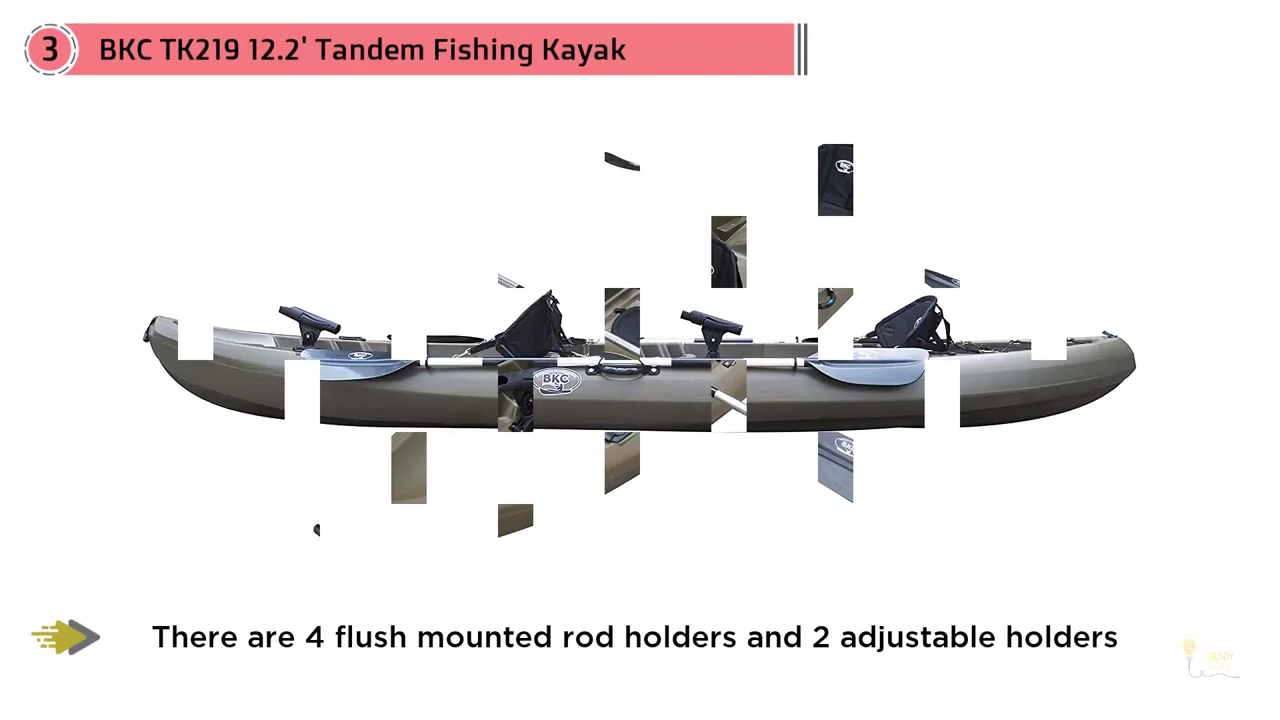 3
BKC TK219 12.2' Tandem Fishing Kayak
BKC
There are 4 flush mounted rod holders and 2 adjustable holders